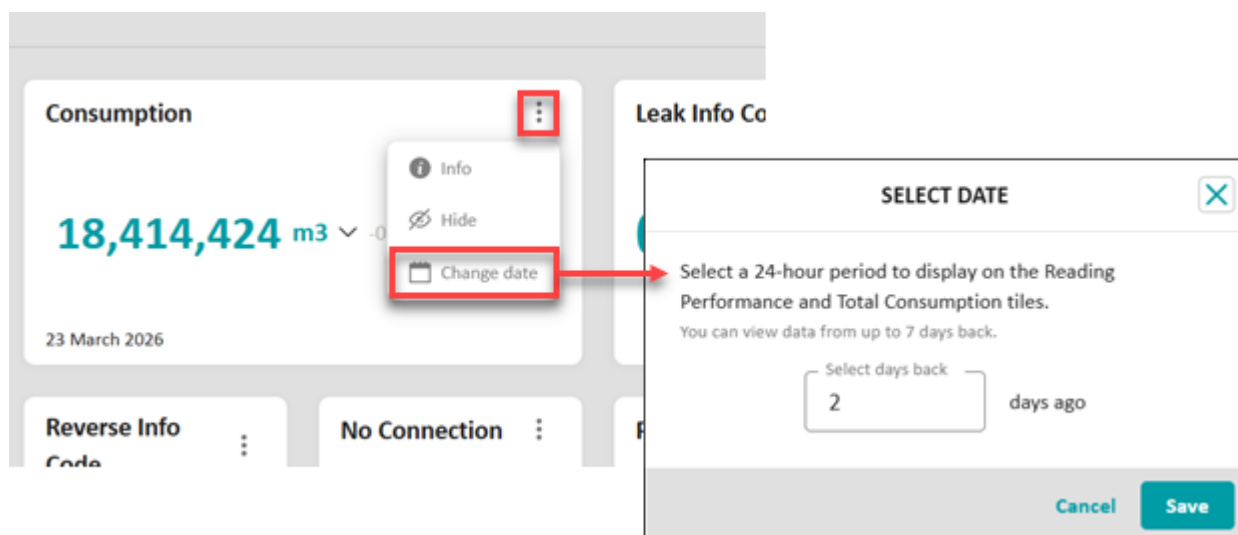 Consumption
Info
Hide
Change date
18,414,424 m3 -0
23 March 2026
Leak Info Co
Reverse Info
Code
No Connection
SELECT DATE
Select a 24-hour period to display on the Reading
Performance and Total Consumption tiles.
You can view data from up to 7 days back.
Select days back
2 days ago
Cancel Save